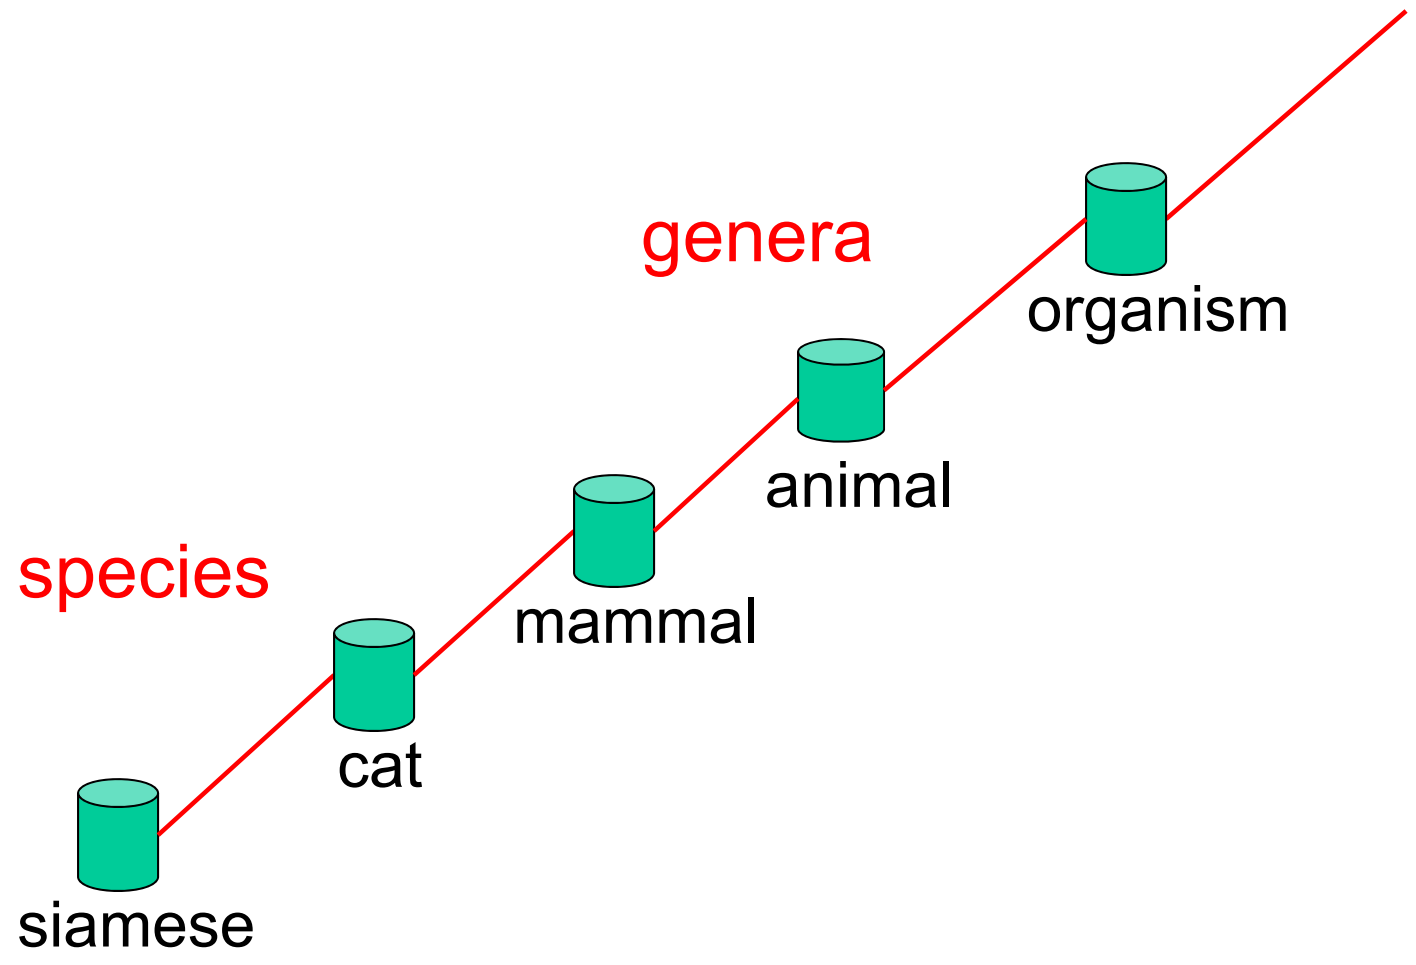 genera
organism
animal
species
mammal
cat
siamese